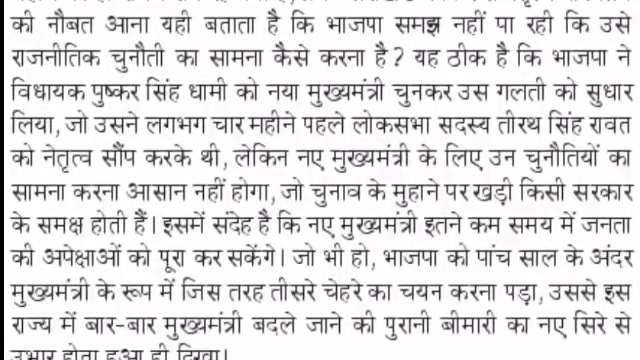 की नौबत आना यही बताता है कि भाजपा समझ नहीं पा रही कि उसे
राजनीतिक चुनौती का सामना कैसे करना है? यह ठीक है कि भाजपा ने
विधायक पुष्कर सिंह धामी को नया मुख्यमंत्री चुनकर उस गलती को सुधार
लिया, जो उसने लगभग चार महीने पहले लोकसभा सदस्य तीरथ सिंह रावत
को नेतृत्व सौंप करके थी, लेकिन नए मुख्यमंत्री के लिए उन चुनौतियों का
सामना करना आसान नहीं होगा, जो चुनाव के मुहाने पर खड़ी किसी सरकार
के समक्ष होती हैं। इसमें संदेह है कि नए मुख्यमंत्री इतने कम समय में जनता
की अपेक्षाओं को पूरा कर सकेंगे। जो भी हो, भाजपा को पांच साल के अंदर
मुख्यमंत्री के रूप में जिस तरह तीसरे चेहरे का चयन करना पड़ा, उससे इस
राज्य में बार-बार मुख्यमंत्री बदले जाने की पुरानी बीमारी का नए सिरे से
उभार होता हुआ ही दिखा।